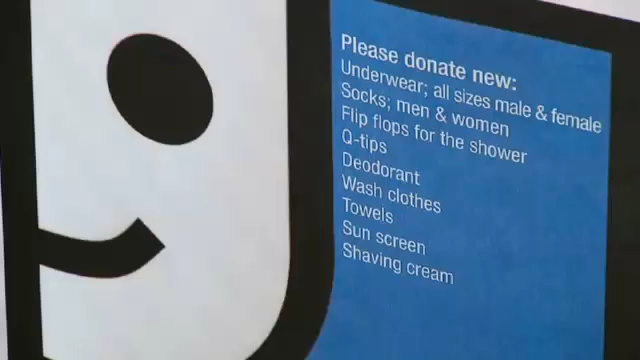 Please donate new:
Underwear; all sizes male & female
Socks; men & women
Flip flops for the shower
Q-tips
Deodorant
Wash clothes
Towels
Sun screen
Shaving cream